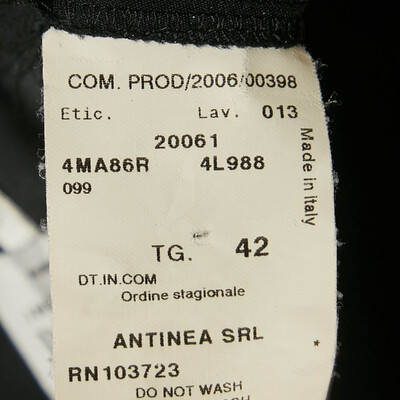 COM. PROD/2006/00398
Etic. Lav. 013
20061
4MA86R 4L988
099
Made in Italy
TG. 42
DT.IN.COM
Ordine stagionale
ANTINEA SRL
*
RN103723
DO NOT WASH